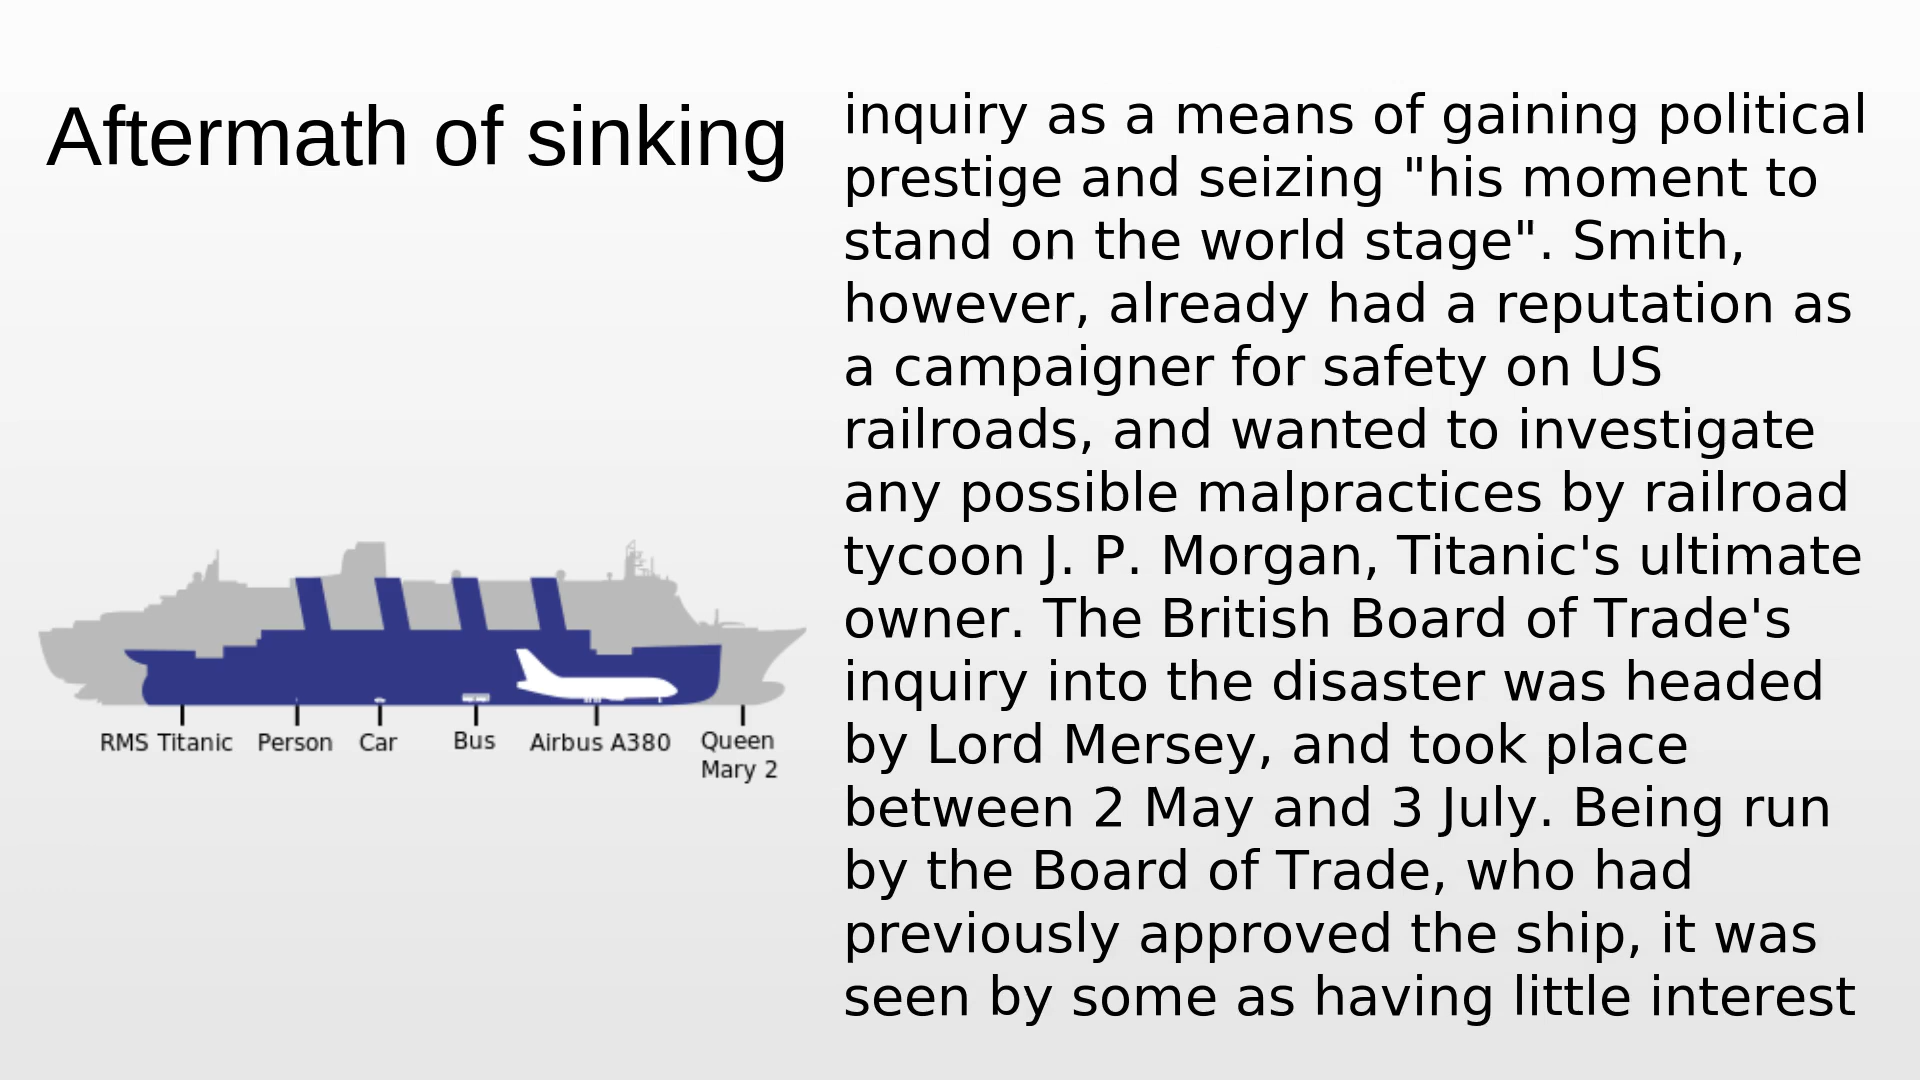 Aftermath of sinking
inquiry as a means of gaining political
prestige and seizing "his moment to
stand on the world stage". Smith,
however, already had a reputation as
a campaigner for safety on US
railroads, and wanted to investigate
any possible malpractices by railroad
tycoon J. P. Morgan, Titanic's ultimate
owner. The British Board of Trade's
inquiry into the disaster was headed
by Lord Mersey, and took place
between 2 May and 3 July. Being run
by the Board of Trade, who had
previously approved the ship, it was
seen by some as having little interest
RMS Titanic Person Car Bus Airbus A380 Queen
Mary 2